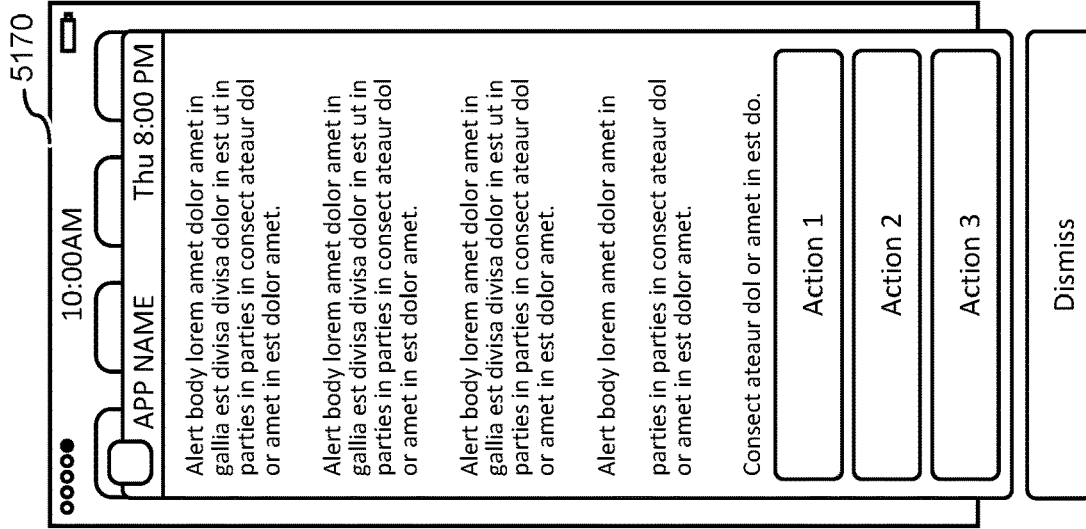 5170
10:00AM
APP NAME Thu 8:00 PM
Alert body lorem amet dolor amet in
gallia est divisa dolor in est ut in
parties in parties in consect ateaur dol
or amet in est dolor amet.
Alert body lorem amet dolor amet in
gallia est divisa dolor in est ut in
parties in parties in consect ateaur dol
or amet in est dolor amet.
Alert body lorem amet dolor amet in
gallia est divisa dolor in est ut in
parties in parties in consect ateaur dol
or amet in est dolor amet.
Alert body lorem amet dolor amet in
parties in parties in consect ateaur dol
or amet in est dolor amet.
Consect ateaur dol or amet in est do.
Action 1
Action 2
Action 3
Dismiss